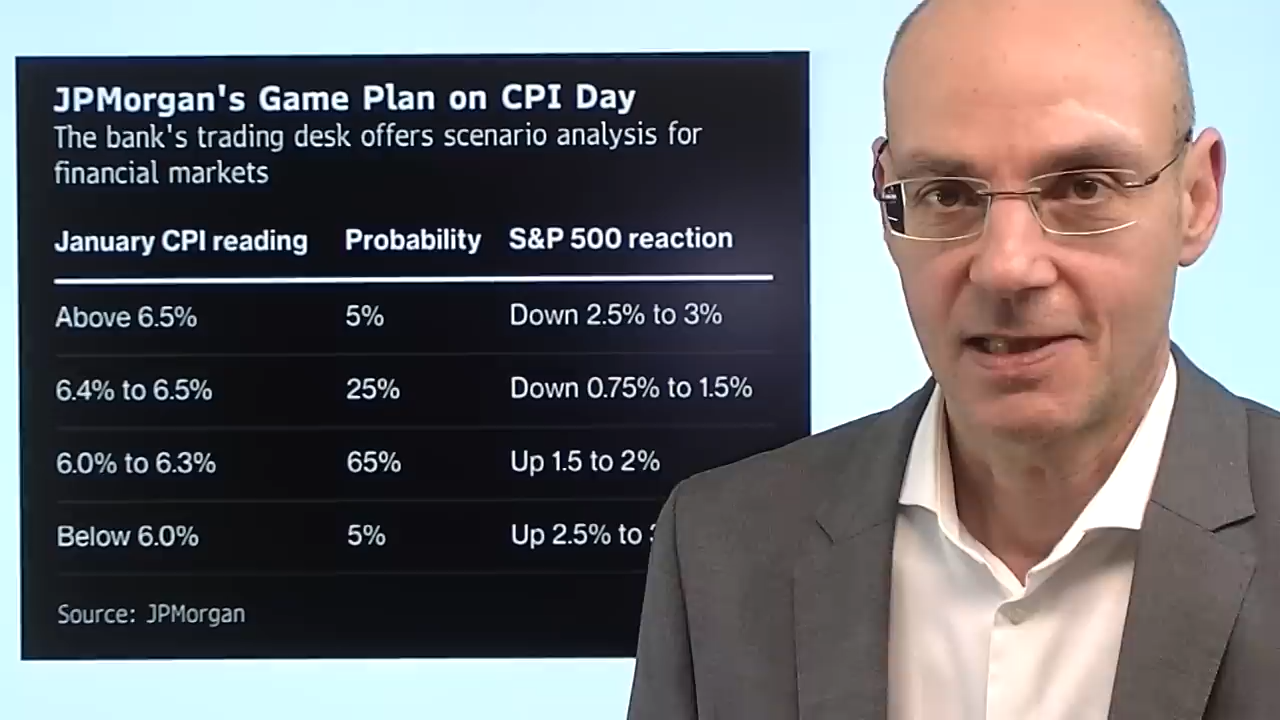 JPMorgan's Game Plan on CPI Day
The bank's trading desk offers scenario analysis for
financial markets
January CPI reading Probability S&P 500 reaction
Above 6.5% 5% Down 2.5% to 3%
6.4% to 6.5% 25% Down 0.75% to 1.5%
6.0% to 6.3% 65% Up 1.5 to 2%
Below 6.0% 5% Up 2.5% to
Source: JPMorgan